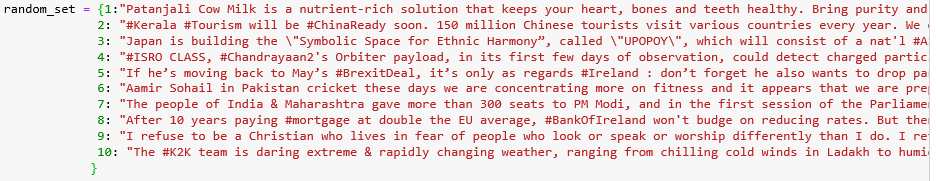 random_set = {1:"Patanjali Cow Milk is a nutrient-rich solution that keeps your heart, bones and teeth healthy. Bring purity and
2: "#Kerala #Tourism will be #ChinaReady soon. 150 million Chinese tourists visit various countries every year. We
3: "Japan is building the \"Symbolic Space for Ethnic Harmony”, called \"UPOPOY\", which will consist of a nat'l
4: "#ISRO CLASS, #Chandrayaan2's Orbiter payload, in its first few days of observation, could detect charged partic
5: "If he’s moving back to May’s #BrexitDeal, it’s only as regards #Ireland : don’t forget he also wants to drop pa
6: "Aamir Sohail in Pakistan cricket these days we are concentrating more on fitness and it appears that we are pre
7: "The people of India & Maharashtra gave more than 300 seats to PM Modi, and in the first session of the Parliame
8: "After 10 years paying #mortgage at double the EU average, #BankOfIreland won't budge on reducing rates. But the
9: "I refuse to be a Christian who lives in fear of people who look or speak or worship differently than I do. I re
10: "The #K2K team is daring extreme & rapidly changing weather, ranging from chilling cold winds in Ladakh to humi
}